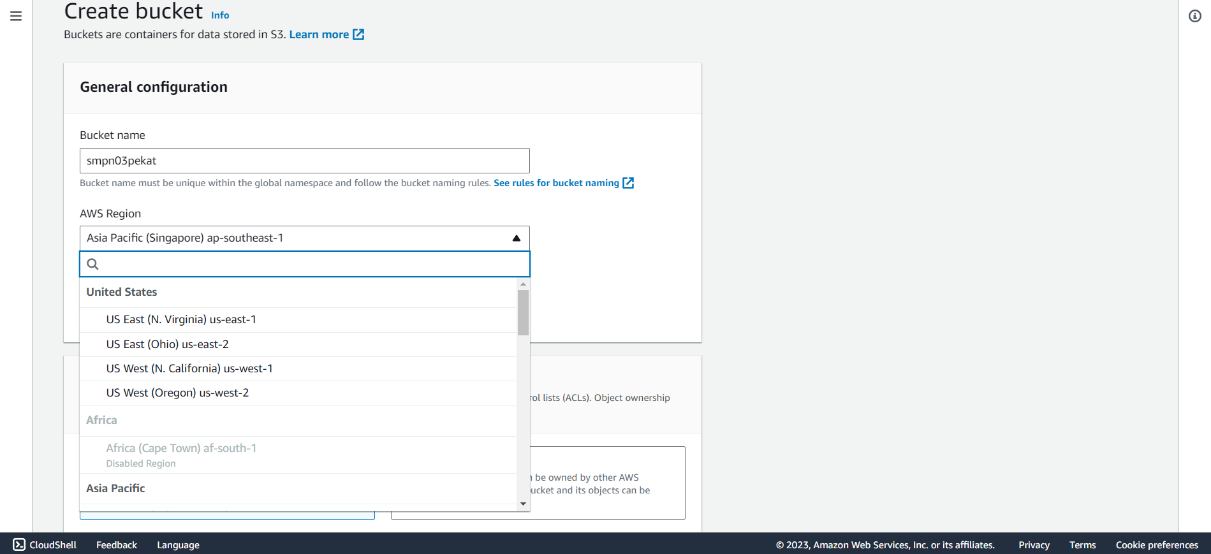 Create bucket Info
Buckets are containers for data stored in S3. Learn more
General configuration
Bucket name
smpn03pekat
Bucket name must be unique within the global namespace and follow the bucket naming rules. See rules for bucket naming
AWS Region
Asia Pacific (Singapore) ap-southeast-1
United States
US East (N. Virginia) us-east-1
US East (Ohio) us-east-2
US West (N. California) us-west-1
US West (Oregon) us-west-2
rol lists (ACLs). Object ownership
Africa
Africa (Cape Town) af-south-1
Disabled Region
be owned by other AWS
ucket and its objects can be
Asia Pacific
CloudShell Feedback Language © 2023, Amazon Web Services, Inc. or its affiliates. Privacy Terms Cookie preferences